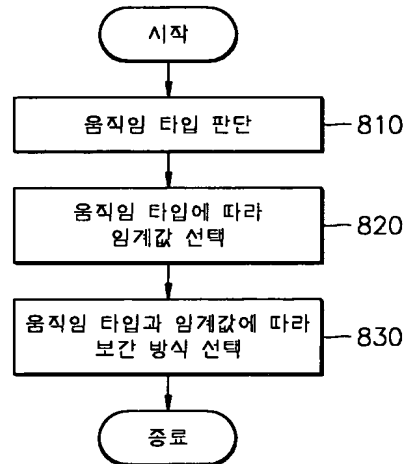 시작
움직임 타입 판단
810
움직임 타입에 따라
임계값 선택
820
움직임 타입과 임계값에 따라
보간 방식 선택
830
종료